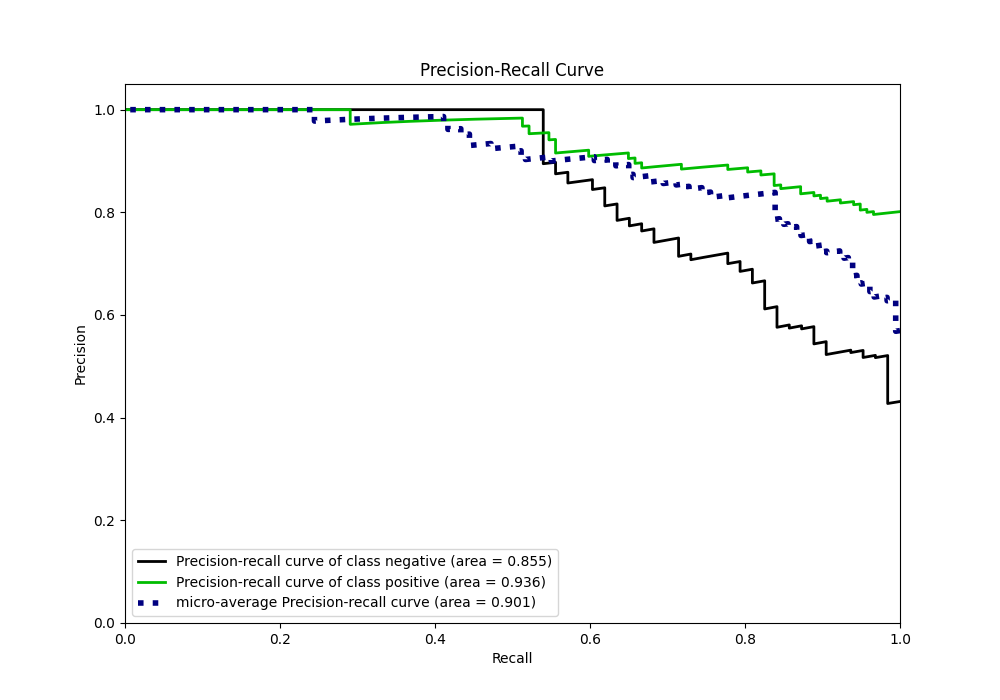 Precision-Recall Curve
1.0
0.8
0.6
0.4
0.2
0.0
Precision
Precision-recall curve of class negative (area = 0.855)
Precision-recall curve of class positive (area = 0.936)
micro-average Precision-recall curve (area = 0.901)
0.0 0.2 0.4 0.6 0.8 1.0
Recall